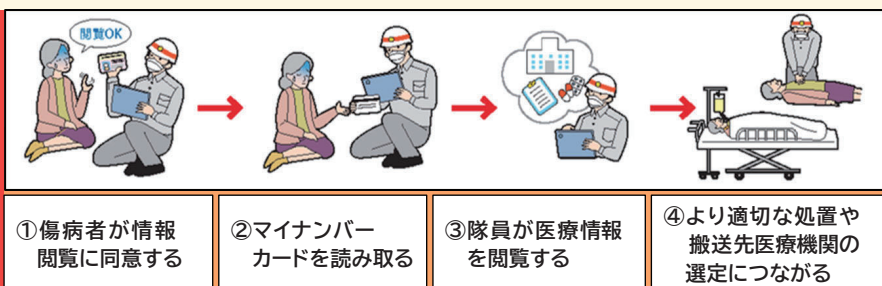 閲覧OK
①傷病者が情報
閲覧に同意する
②マイナンバー
カードを読み取る
③隊員が医療情報
を閲覧する
④より適切な処置や
搬送先医療機関の
選定につながる